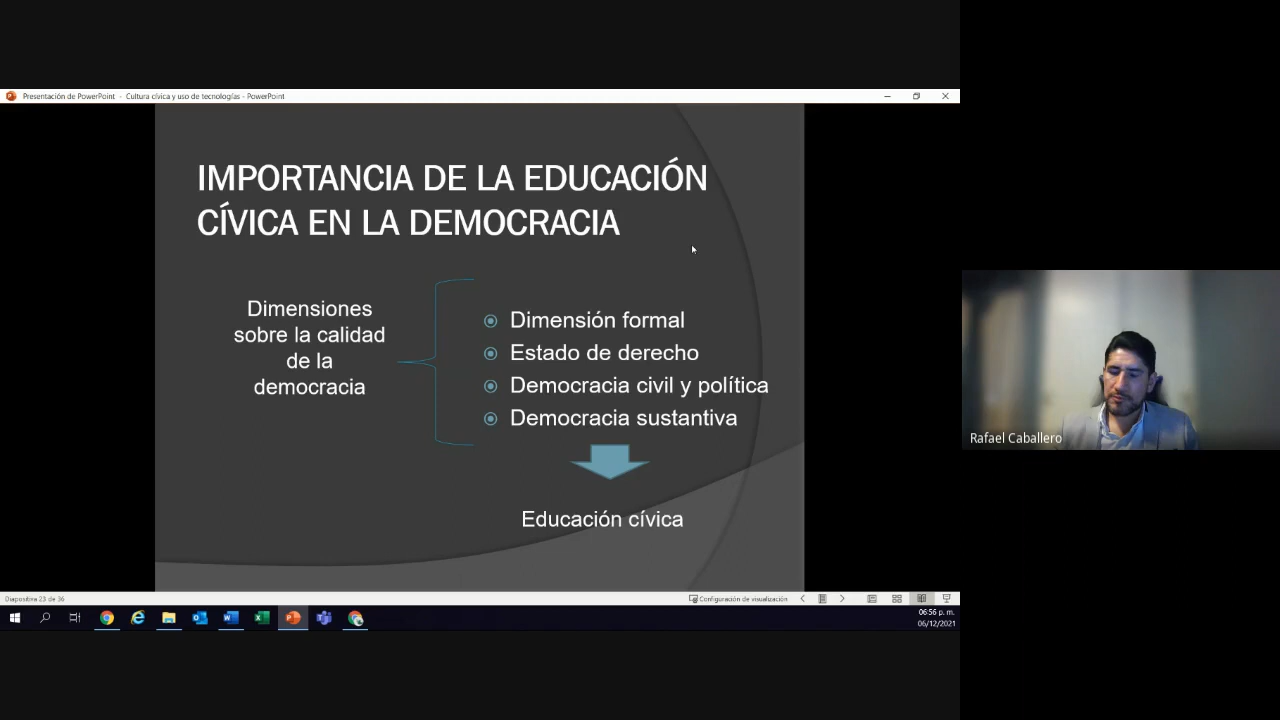 Presentación de PowerPoint - Cultura cívica y uso de tecnologías - PowerPoint
IMPORTANCIA DE LA EDUCACIÓN
CÍVICA EN LA DEMOCRACIA
Dimensiones
sobre la calidad
de la
democracia
Dimensión formal
Estado de derecho
Democracia civil y política
Democracia sustantiva
Educación cívica
Rafael Caballero
Diapositiva 23 de 36
Configuración de visualización
06:56 p. m.
06/12/2021